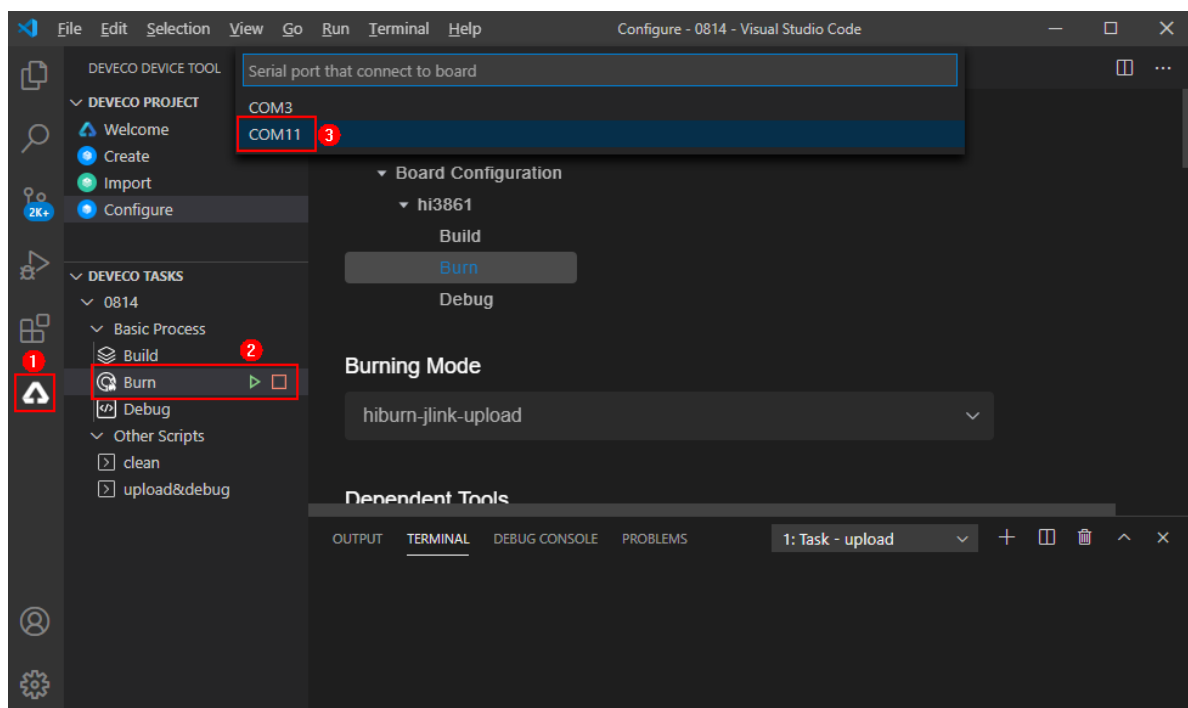 File Edit Selection View Go Run Terminal Help Configure - 0814 - Visual Studio Code
DEVECO DEVICE TOOL
Serial port that connect to board
COM3
COM11 3
DEVECO PROJECT
Welcome
Create
Import
Configure
2K+
DEVECO TASKS
0814
Basic Process
Build
2
Burn
Debug
Other Scripts
clean
upload&debug
1
Board Configuration
hi3861
Build
Burn
Debug
Burning Mode
hiburn-jlink-upload
Dependent Tools
OUTPUT TERMINAL DEBUG CONSOLE PROBLEMS 1: Task - upload